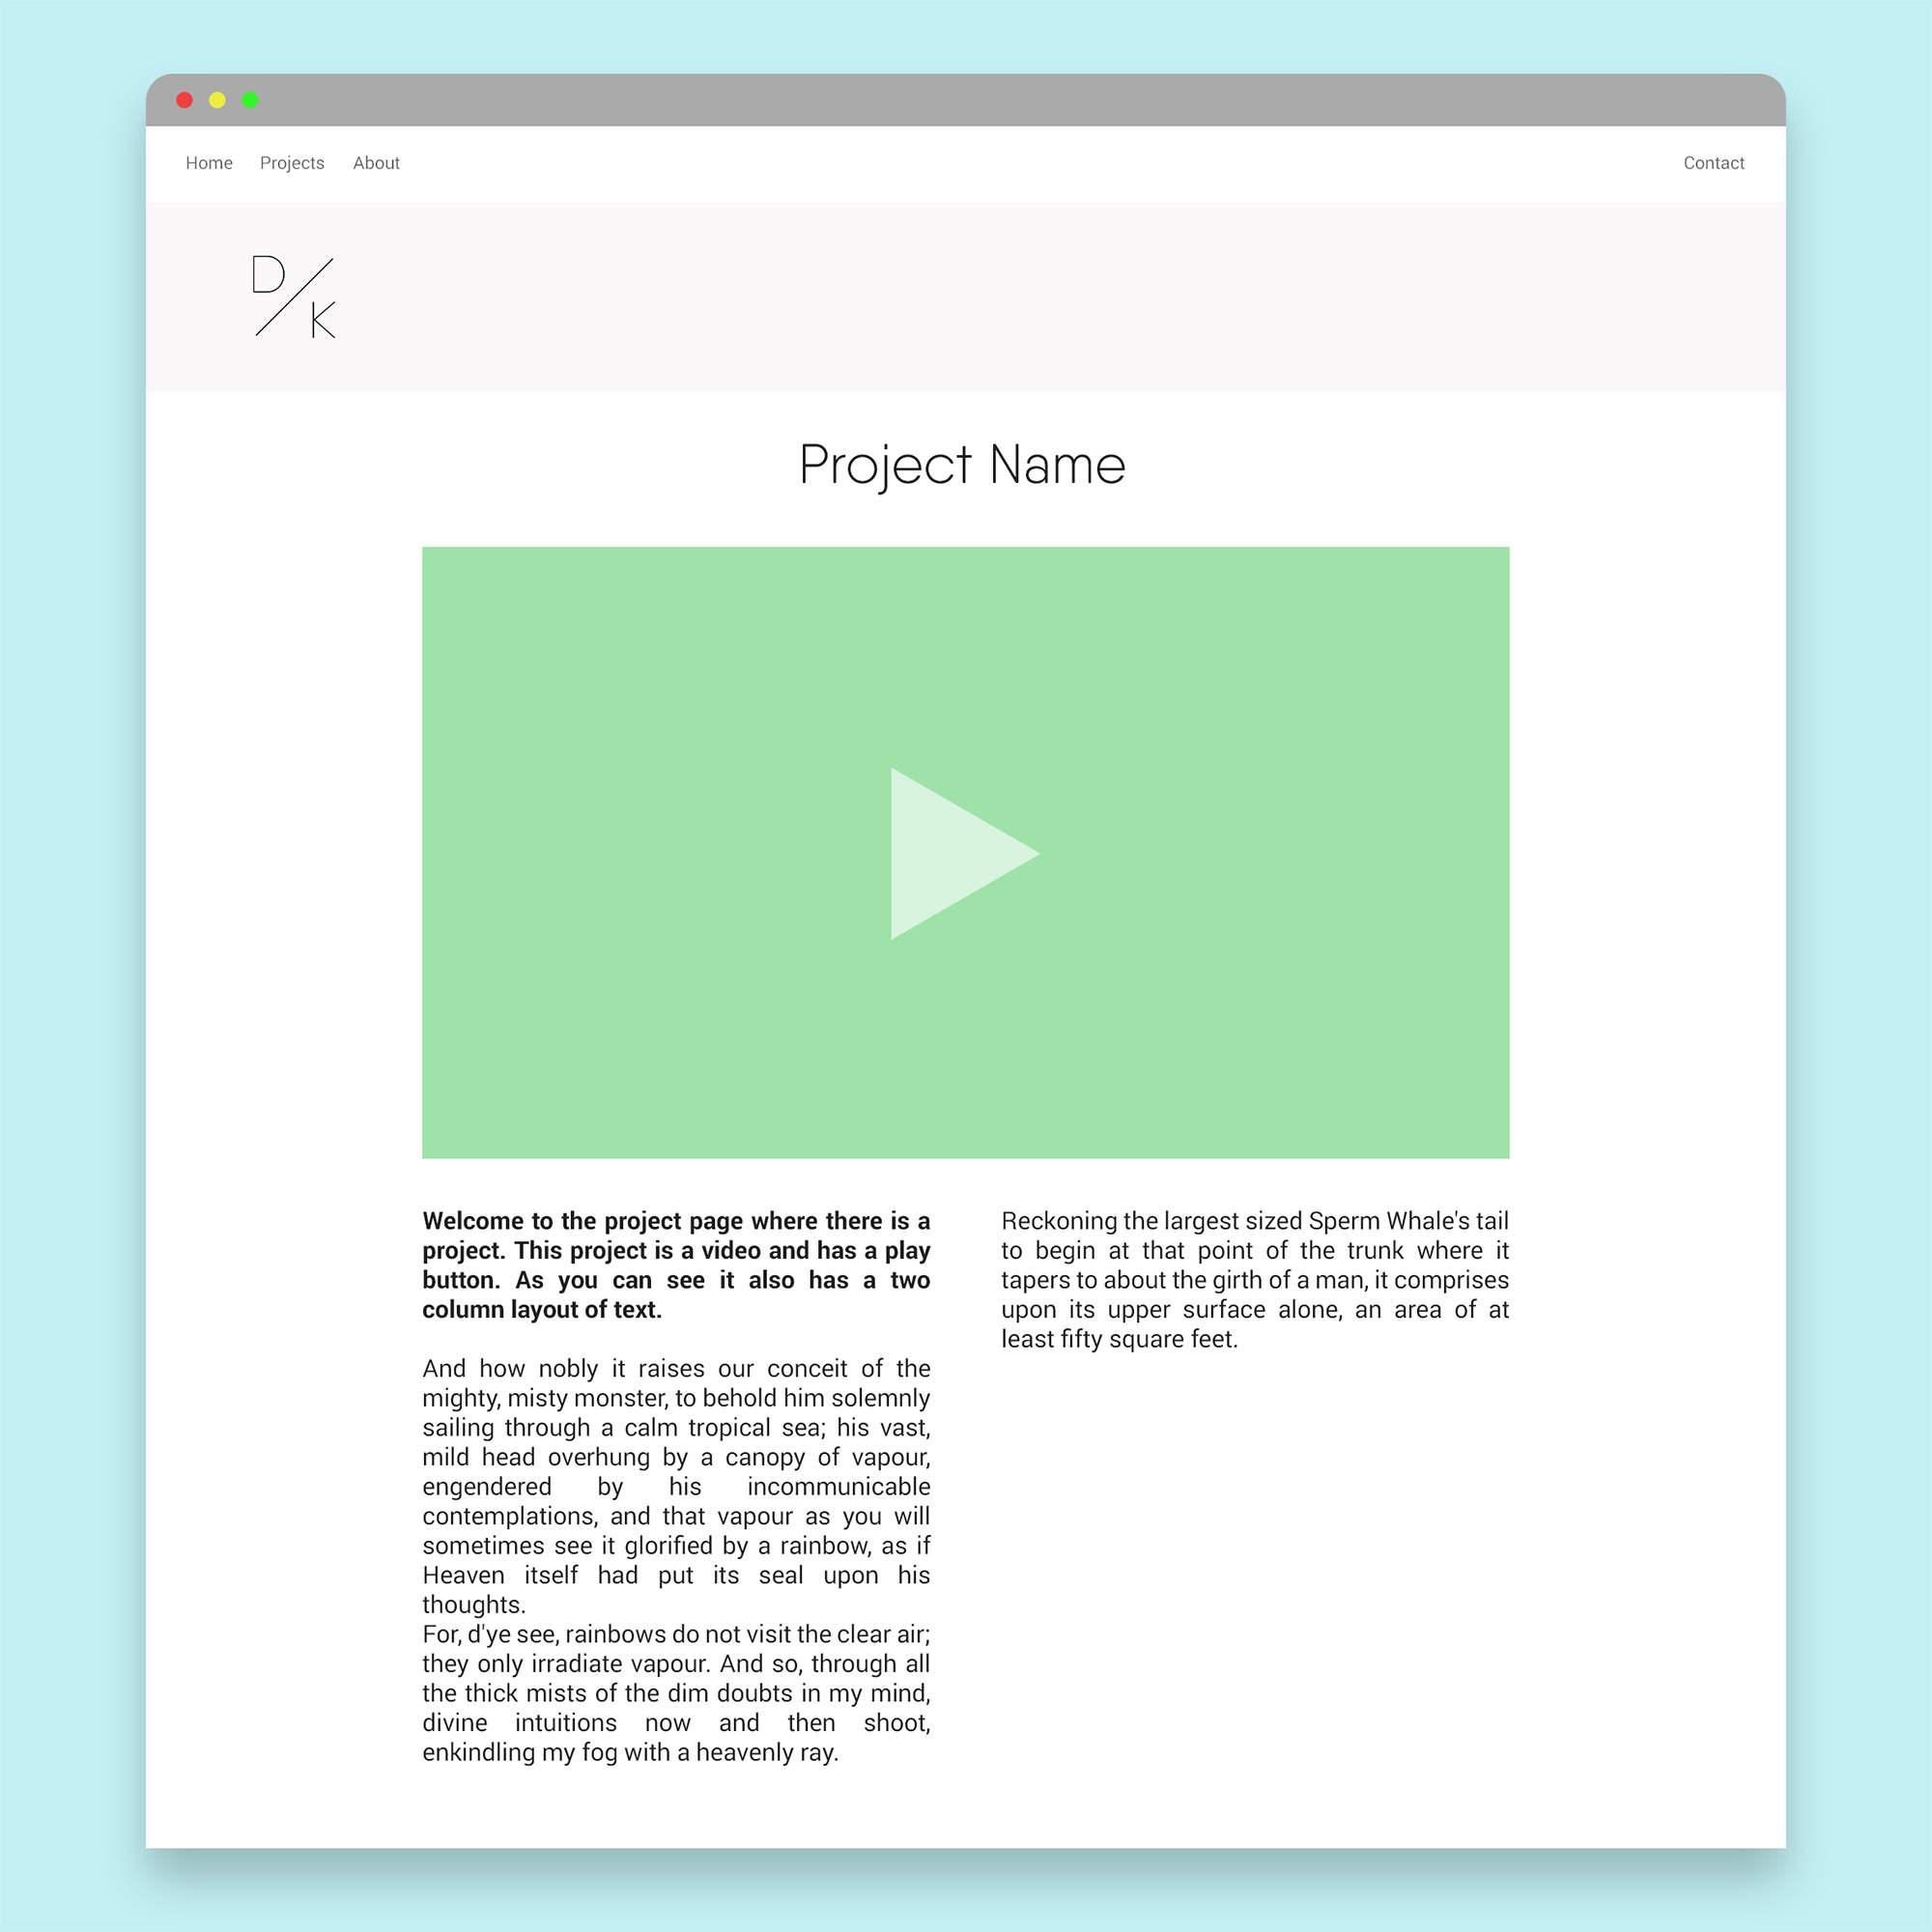 Home Projects About Contact
D/K
Project Name
Welcome to the project page where there is a
project. This project is a video and has a play
button. As you can see it also has a two
column layout of text.
And how nobly it raises our conceit of the
mighty, misty monster, to behold him solemnly
sailing through a calm tropical sea; his vast,
mild head overhung by a canopy of vapour,
engendered by his incommunicable
contemplations, and that vapour as you will
sometimes see it glorified by a rainbow, as if
Heaven itself had put its seal upon his
thoughts.
For, d'ye see, rainbows do not visit the clear air;
they only irradiate vapour. And so, through all
the thick mists of the dim doubts in my mind,
divine intuitions now and then shoot,
enkindling my fog with a heavenly ray.
Reckoning the largest sized Sperm Whale's tail
to begin at that point of the trunk where it
tapers to about the girth of a man, it comprises
upon its upper surface alone, an area of at
least fifty square feet.